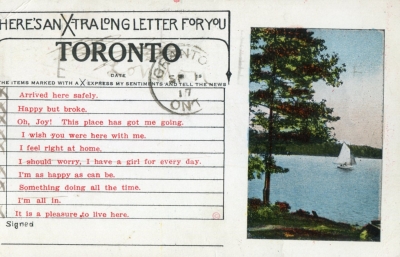 HERE'S AN XTRA LONG LETTER FOR YOU
TORONTO
DATE
THE ITEMS MARKED WITH A X EXPRESS MY SENTIMENTS AND TELL THE NEWS
TORONTO
SP
17
ONT
Arrived here safely.
Happy but broke.
Oh, Joy! This place has got me going.
I wish you were here with me.
I feel right at home.
I should worry, I have a girl for every day.
I'm as happy as can be.
Something doing all the time.
I'm all in.
It is a pleasure to live here.
Signed